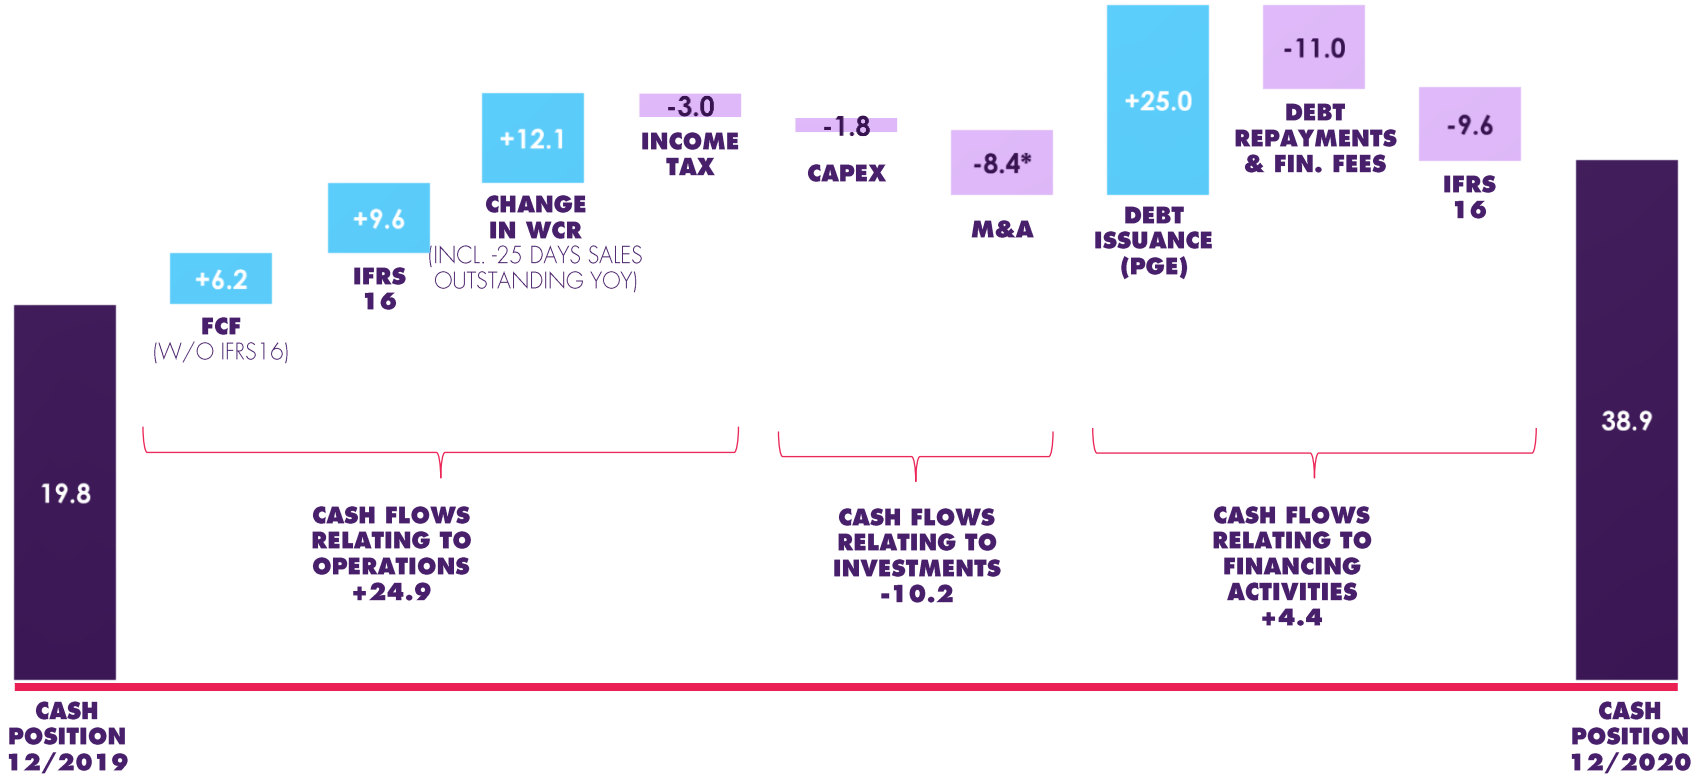 19.8
CASH
POSITION
12/2019
+6.2
FCF
(W/O IFRS16)
+9.6
IFRS
16
+12.1
CHANGE
IN WCR
(INCL. -25 DAYS SALES
OUTSTANDING YOY)
-3.0
INCOME
TAX
CASH FLOWS
RELATING TO
OPERATIONS
+24.9
-1.8
CAPEX
-8.4*
M&A
CASH FLOWS
RELATING TO
INVESTMENTS
-10.2
+25.0
DEBT
ISSUANCE
(PGE)
-11.0
DEBT
REPAYMENTS
& FIN. FEES
-9.6
IFRS
16
CASH FLOWS
RELATING TO
FINANCING
ACTIVITIES
+4.4
38.9
CASH
POSITION
12/2020